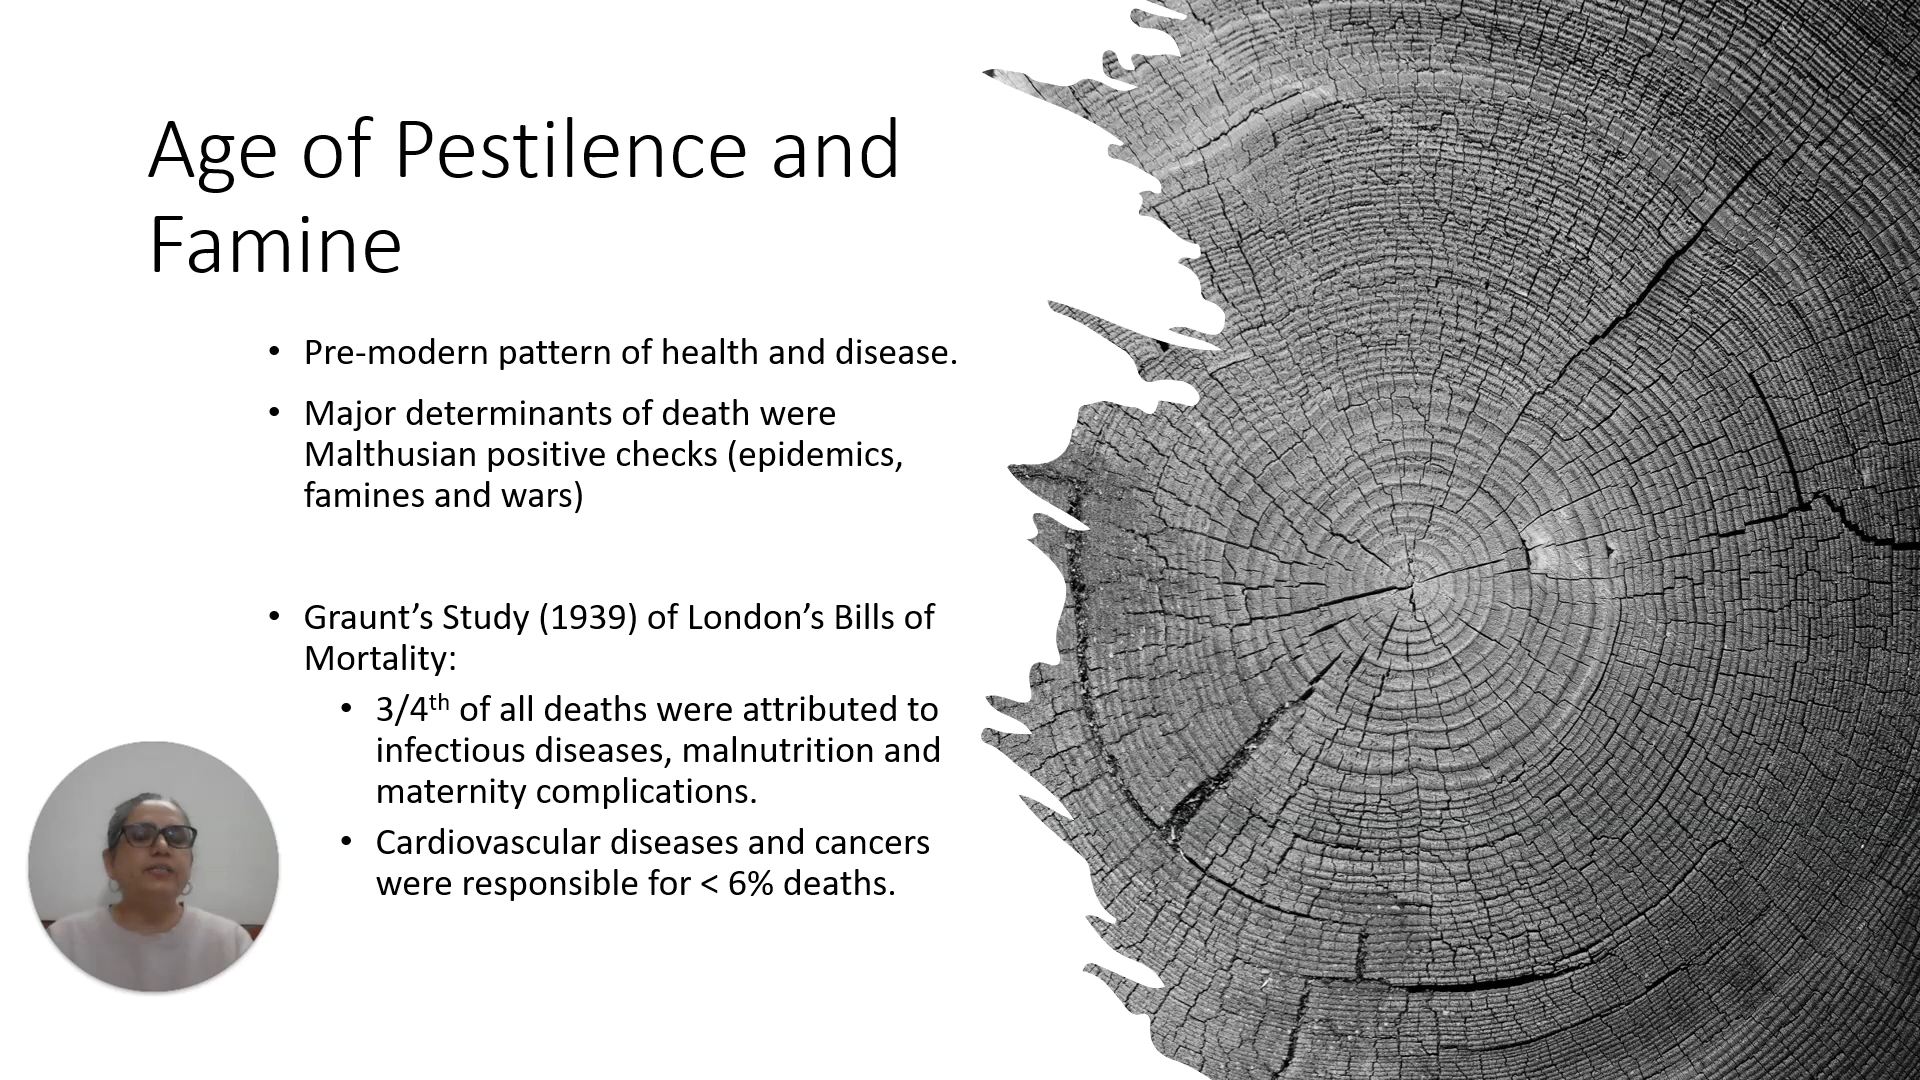 Age of Pestilence and
Famine
• Pre-modern pattern of health and disease.
• Major determinants of death were
Malthusian positive checks (epidemics,
famines and wars)
• Graunt’s Study (1939) of London’s Bills of
Mortality:
• 3/4th of all deaths were attributed to
infectious diseases, malnutrition and
maternity complications.
• Cardiovascular diseases and cancers
were responsible for < 6% deaths.